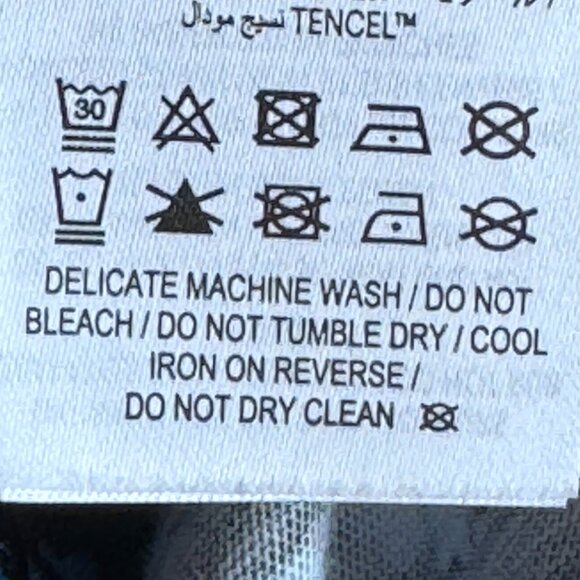 نسيج مودال TENCEL™
30
DELICATE MACHINE WASH / DO NOT
BLEACH / DO NOT TUMBLE DRY / COOL
IRON ON REVERSE /
DO NOT DRY CLEAN